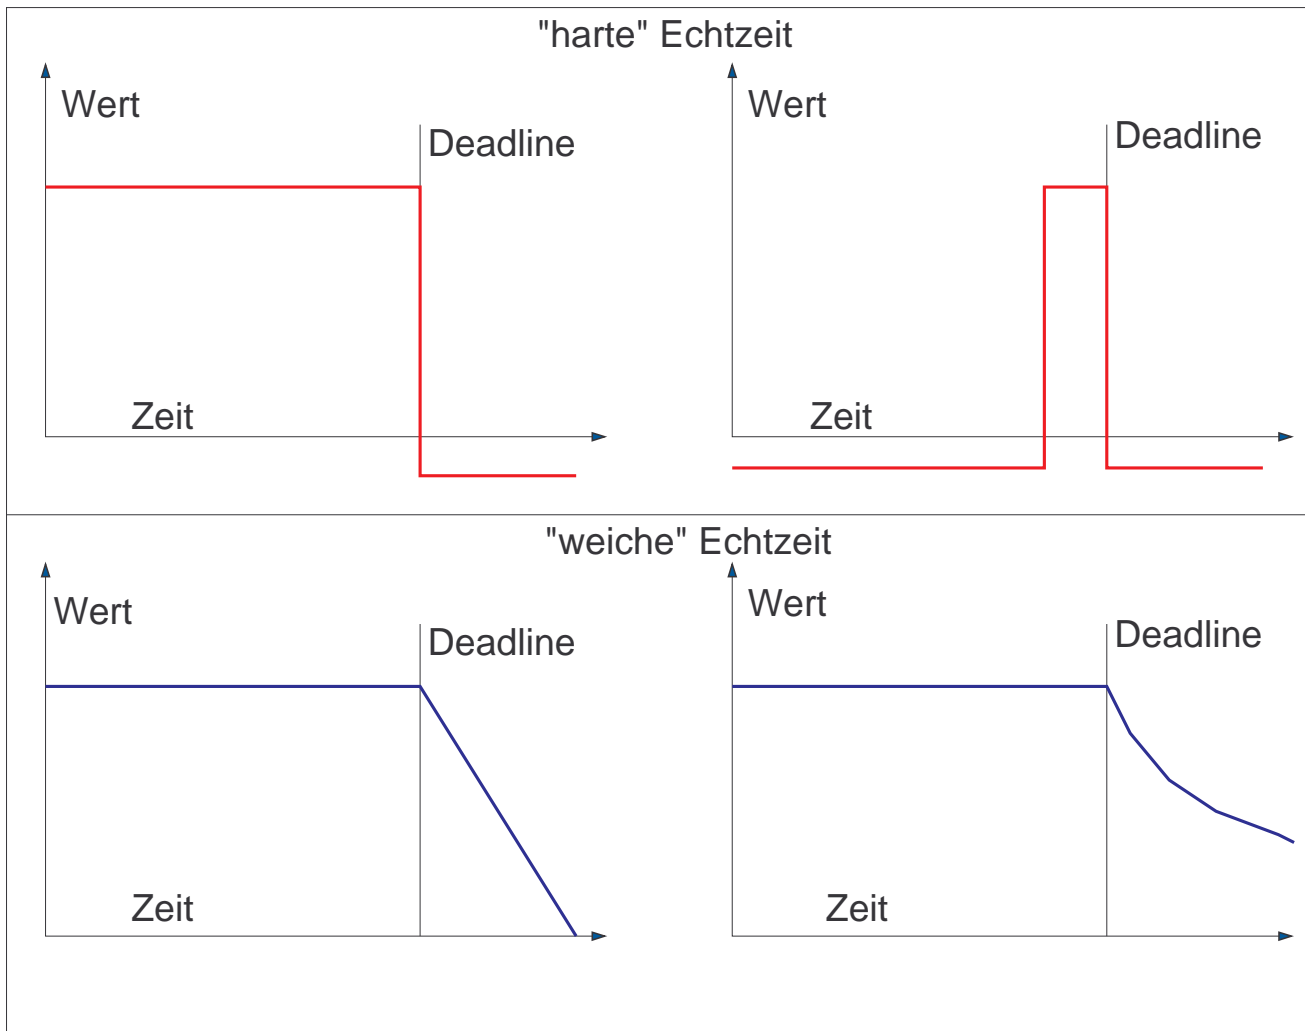 "harte" Echtzeit
Wert
Deadline
Zeit
Wert
Deadline
Zeit
"weiche" Echtzeit
Wert
Deadline
Zeit
Wert
Deadline
Zeit